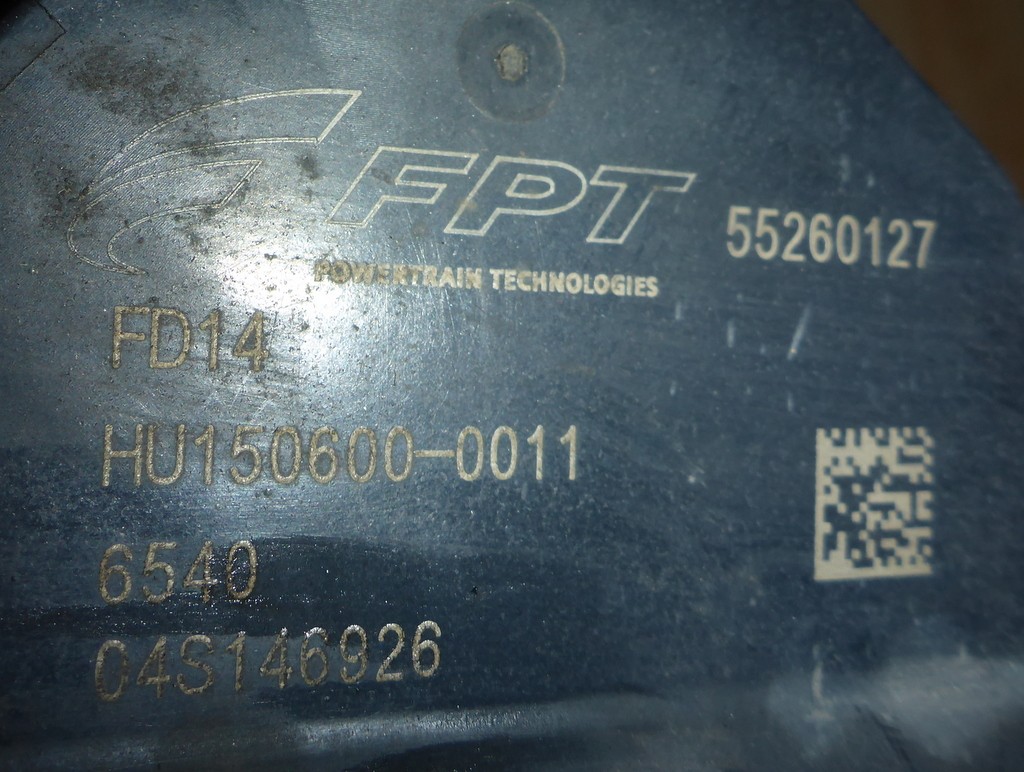 FPT
POWERTRAIN TECHNOLOGIES
55260127
FD14
HU150600-0011
6540
04S146926